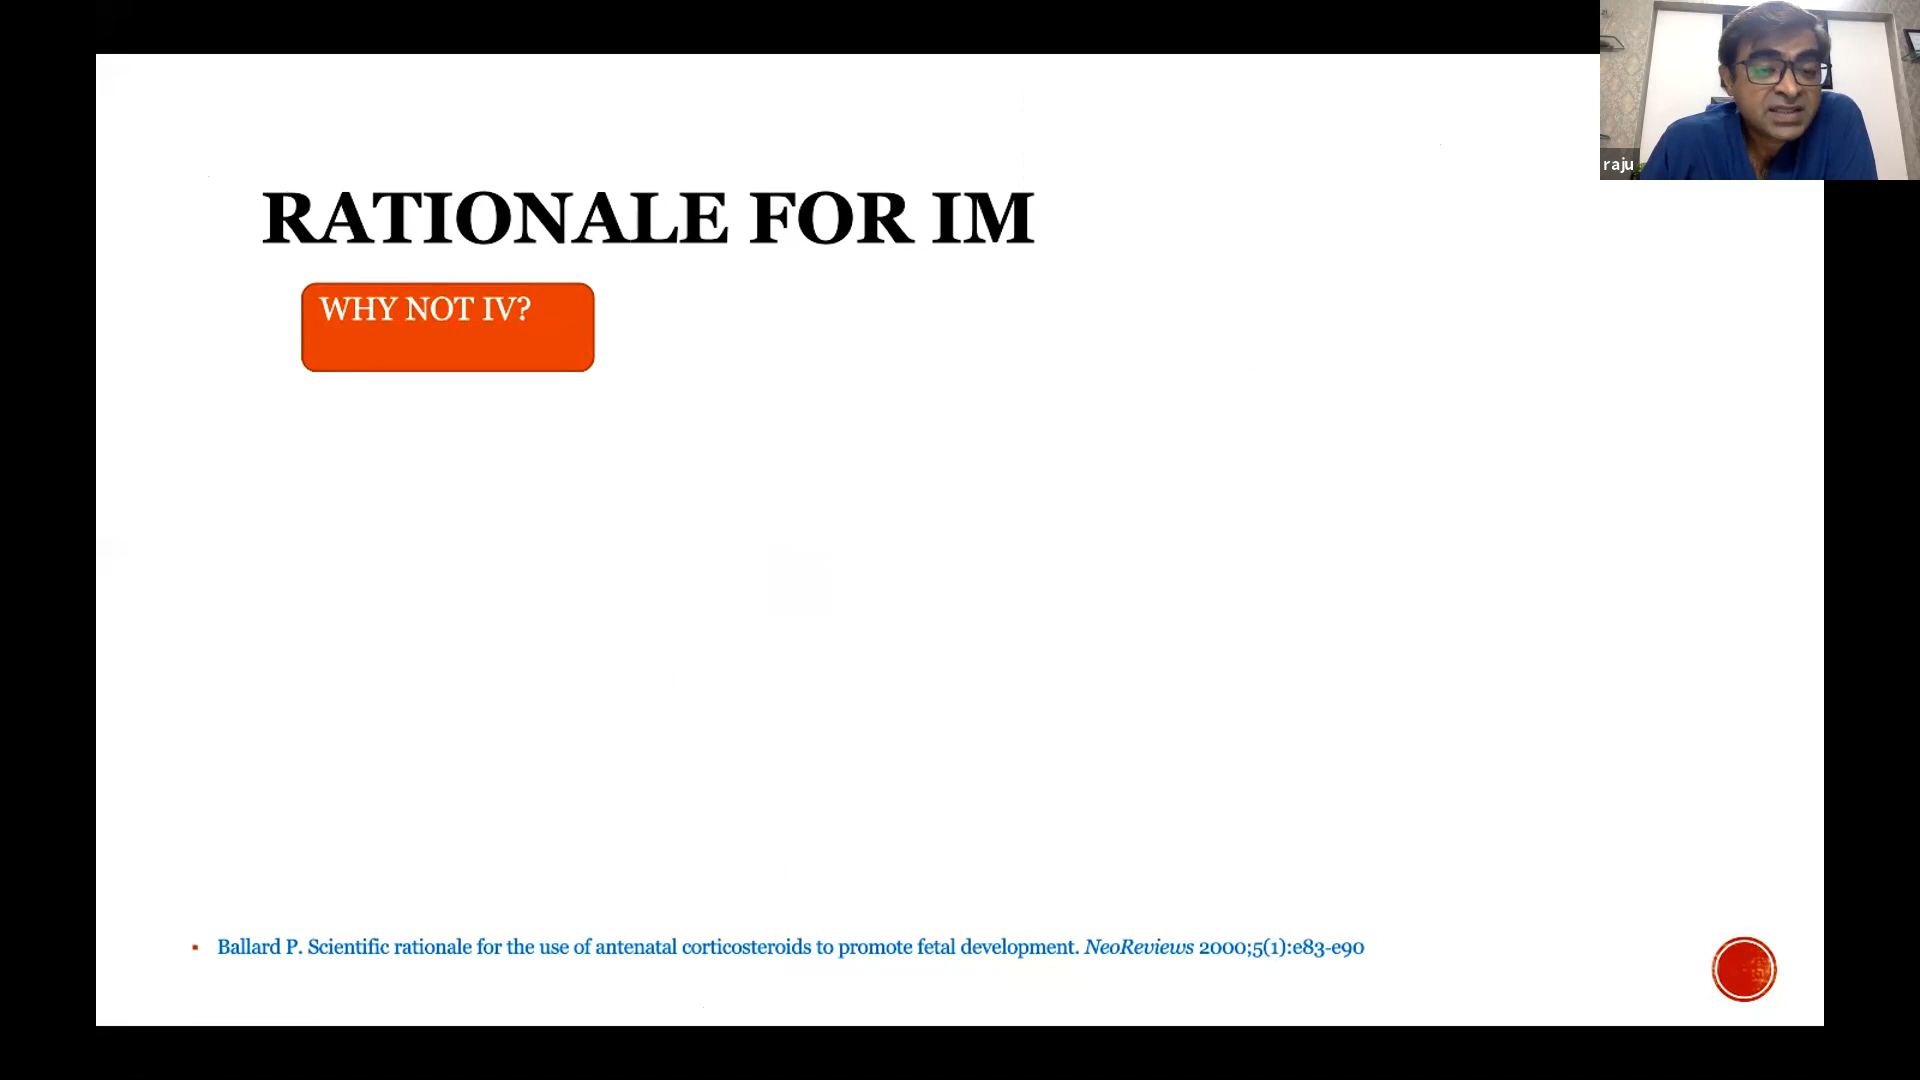 raju
RATIONALE FOR IM
WHY NOT IV?
▪ Ballard P. Scientific rationale for the use of antenatal corticosteroids to promote fetal development. NeoReviews 2000;5(1):e83-e90